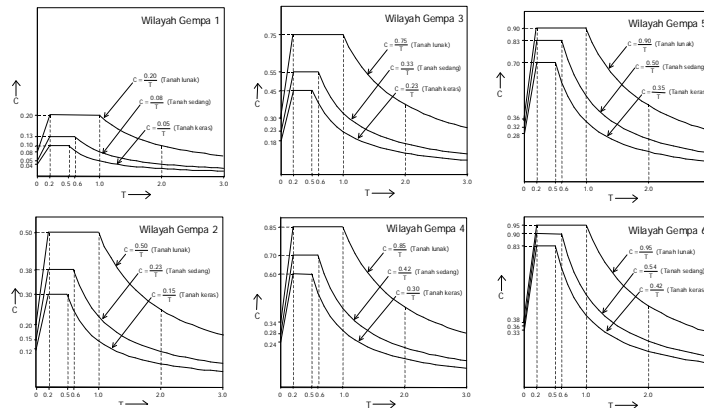 Wilayah Gempa 1
C
0.20
0.13
0.10
0.08
0.05
0.04
C = 0.20/T (Tanah lunak)
C = 0.08/T (Tanah sedang)
C = 0.05/T (Tanah keras)
0 0.2 0.5 0.6 1.0 2.0 3.0
T
Wilayah Gempa 3
C
0.75
0.55
0.45
0.30
0.23
0.18
C = 0.75/T (Tanah lunak)
C = 0.33/T (Tanah sedang)
C = 0.23/T (Tanah keras)
0 0.2 0.5 0.6 1.0 2.0 3.0
T
Wilayah Gempa 5
C
0.90
0.83
0.70
0.36
0.32
0.28
C = 0.90/T (Tanah lunak)
C = 0.50/T (Tanah sedang)
C = 0.35/T (Tanah keras)
0 0.2 0.5 0.6 1.0 2.0
T
Wilayah Gempa 2
C
0.50
0.38
0.30
0.20
0.15
0.12
C = 0.50/T (Tanah lunak)
C = 0.23/T (Tanah sedang)
C = 0.15/T (Tanah keras)
0 0.2 0.5 0.6 1.0 2.0 3.0
T
Wilayah Gempa 4
C
0.85
0.70
0.60
0.34
0.28
0.24
C = 0.85/T (Tanah lunak)
C = 0.42/T (Tanah sedang)
C = 0.30/T (Tanah keras)
0 0.2 0.5 0.6 1.0 2.0 3.0
T
Wilayah Gempa 6
C
0.95
0.90
0.83
0.38
0.36
0.33
C = 0.95/T (Tanah lunak)
C = 0.54/T (Tanah sedang)
C = 0.42/T (Tanah keras)
0 0.2 0.5 0.6 1.0 2.0
T